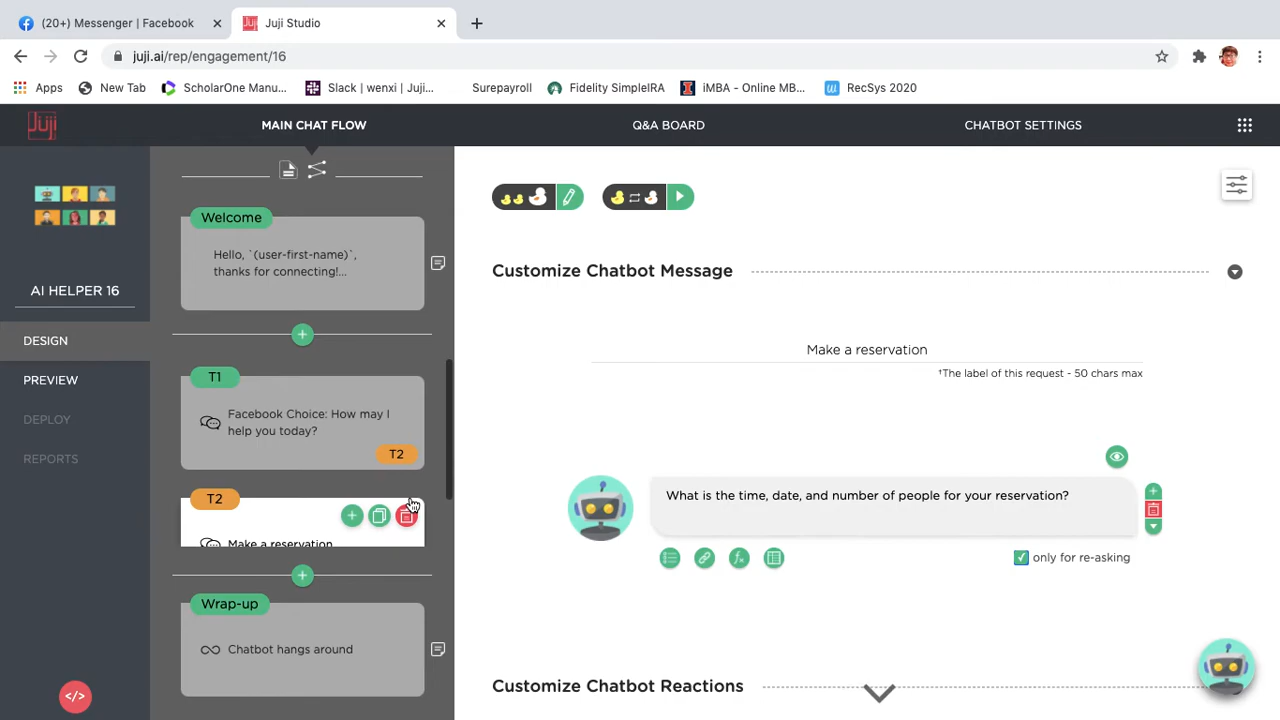 (20+) Messenger | Facebook
Juji Studio
juji.ai/rep/engagement/16
Apps
New Tab
ScholarOne Manu...
Slack | wenxi | Juji...
Surepayroll
Fidelity SimpleIRA
iMBA - Online MB...
RecSys 2020
Juji
MAIN CHAT FLOW
Q&A BOARD
CHATBOT SETTINGS
AI HELPER 16
DESIGN
PREVIEW
DEPLOY
REPORTS
</>
Welcome
Hello, `(user-first-name)`,
thanks for connecting!...
T1
Facebook Choice: How may I
help you today?
T2
T2
Make a reservation
Wrap-up
Chatbot hangs around
Customize Chatbot Message
Make a reservation
†The label of this request - 50 chars max
What is the time, date, and number of people for your reservation?
only for re-asking
Customize Chatbot Reactions